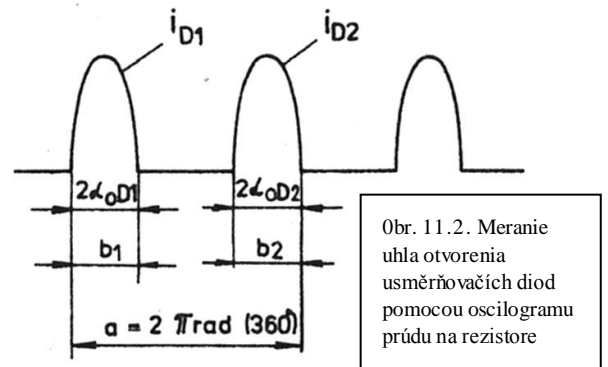 iD1 iD2
2αoD1 2αoD2
b1 b2
a = 2 πrad (360°)
Obr. 11.2. Meranie
uhla otvorenia
usměrňovačích diod
pomocou oscilogramu
prúdu na rezistore